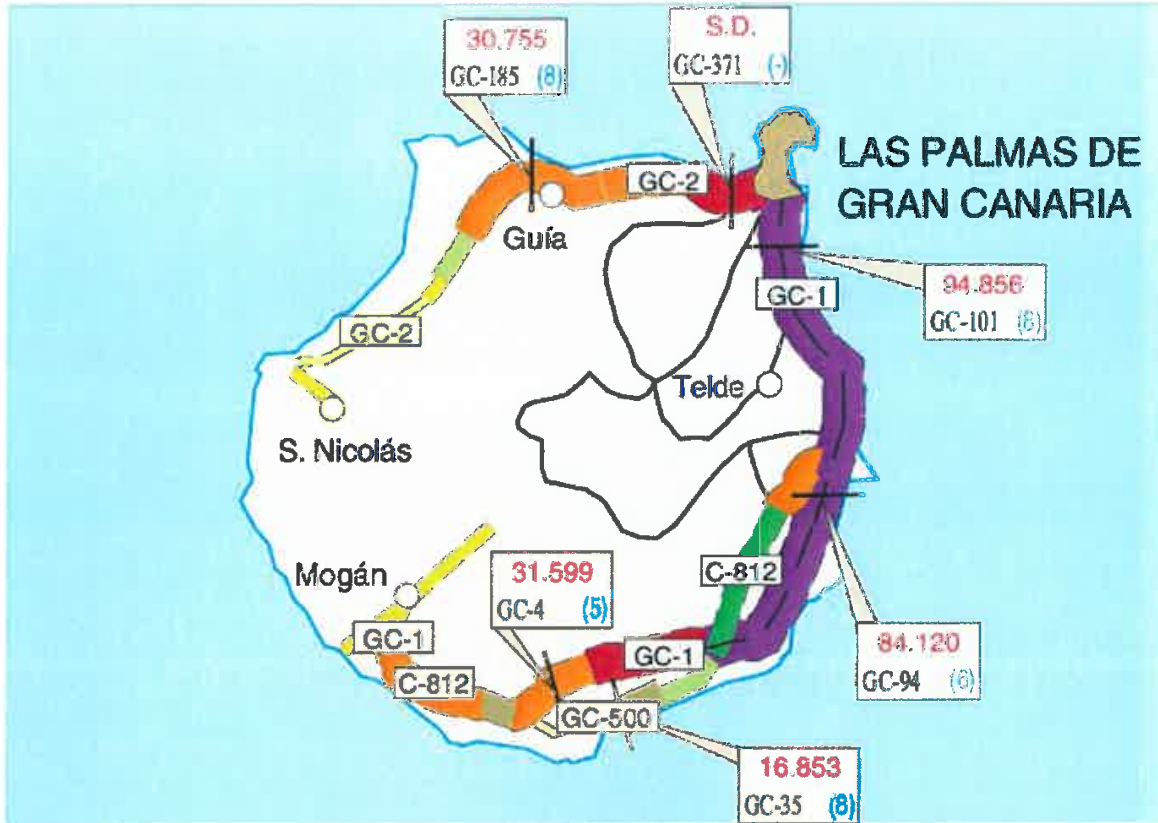 30.755
GC-185 (8)
S.D.
GC-371 (-)
LAS PALMAS DE
GRAN CANARIA
GC-2
Guía
94.856
GC-101 (8)
GC-1
GC-2
Telde
S. Nicolás
Mogán
31.599
GC-4 (5)
C-812
GC-1
GC-1
C-812
84.120
GC-94 (6)
GC-500
16.853
GC-35 (8)